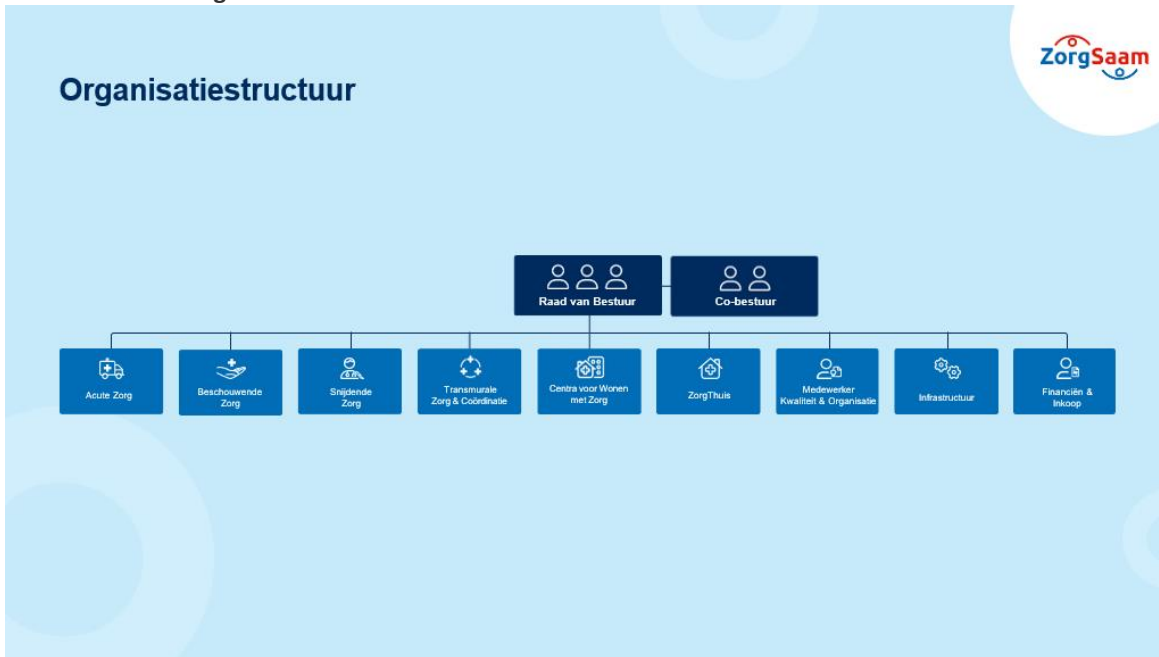 Organisatiestructuur
ZorgSaam
Raad van Bestuur
Co-bestuur
Acute Zorg
Beschouwende
Zorg
Snijdende
Zorg
Transmurale
Zorg & Coördinatie
Centra voor Wonen
met Zorg
ZorgThuis
Medewerker
Kwaliteit & Organisatie
Infrastructuur
Financiën &
Inkoop